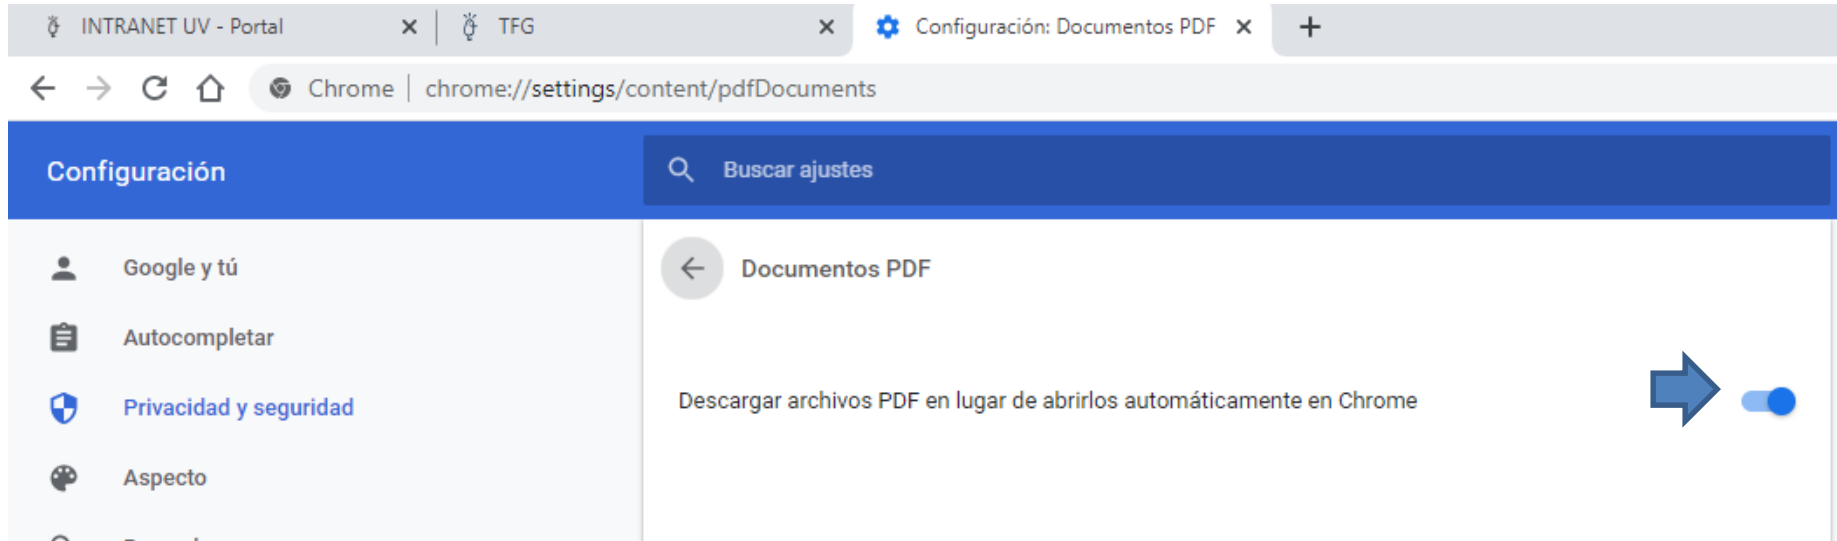 INTRANET UV - Portal
TFG
Configuración: Documentos PDF
Chrome | chrome://settings/content/pdfDocuments
Configuración
Buscar ajustes
Google y tú
Documentos PDF
Autocompletar
Privacidad y seguridad
Descargar archivos PDF en lugar de abrirlos automáticamente en Chrome
Aspecto